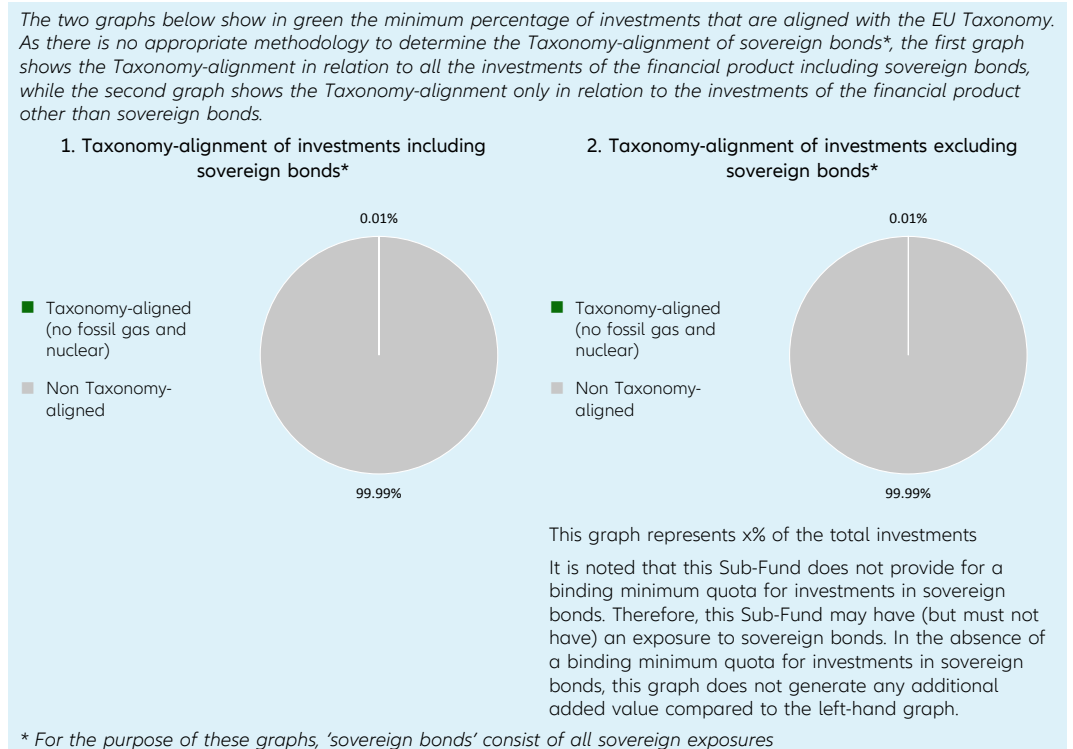 The two graphs below show in green the minimum percentage of investments that are aligned with the EU Taxonomy.
As there is no appropriate methodology to determine the Taxonomy-alignment of sovereign bonds*, the first graph
shows the Taxonomy-alignment in relation to all the investments of the financial product including sovereign bonds,
while the second graph shows the Taxonomy-alignment only in relation to the investments of the financial product
other than sovereign bonds.
1. Taxonomy-alignment of investments including
sovereign bonds*
0.01%
Taxonomy-aligned
(no fossil gas and
nuclear)
Non Taxonomy-
aligned
99.99%
2. Taxonomy-alignment of investments excluding
sovereign bonds*
0.01%
Taxonomy-aligned
(no fossil gas and
nuclear)
Non Taxonomy-
aligned
99.99%
This graph represents x% of the total investments
It is noted that this Sub-Fund does not provide for a
binding minimum quota for investments in sovereign
bonds. Therefore, this Sub-Fund may have (but must not
have) an exposure to sovereign bonds. In the absence of
a binding minimum quota for investments in sovereign
bonds, this graph does not generate any additional
added value compared to the left-hand graph.
* For the purpose of these graphs, ‘sovereign bonds’ consist of all sovereign exposures